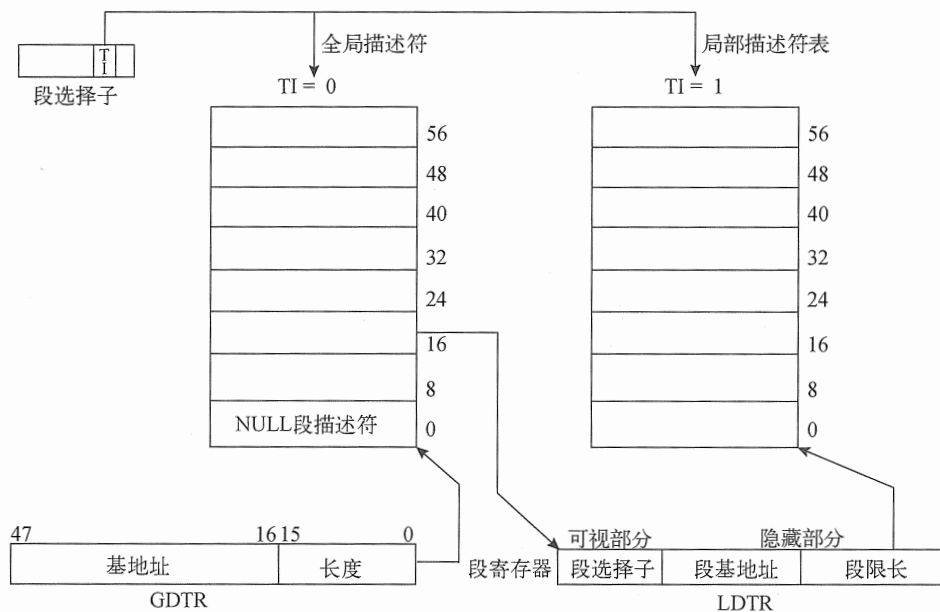 全局描述符
局部描述符表
TI
段选择子
TI = 0
TI = 1
56
48
40
32
24
16
8
NULL段描述符
0
56
48
40
32
24
16
8
0
47
16 15
0
基地址
长度
GDTR
可视部分
隐藏部分
段寄存器
段选择子
段基地址
段限长
LDTR